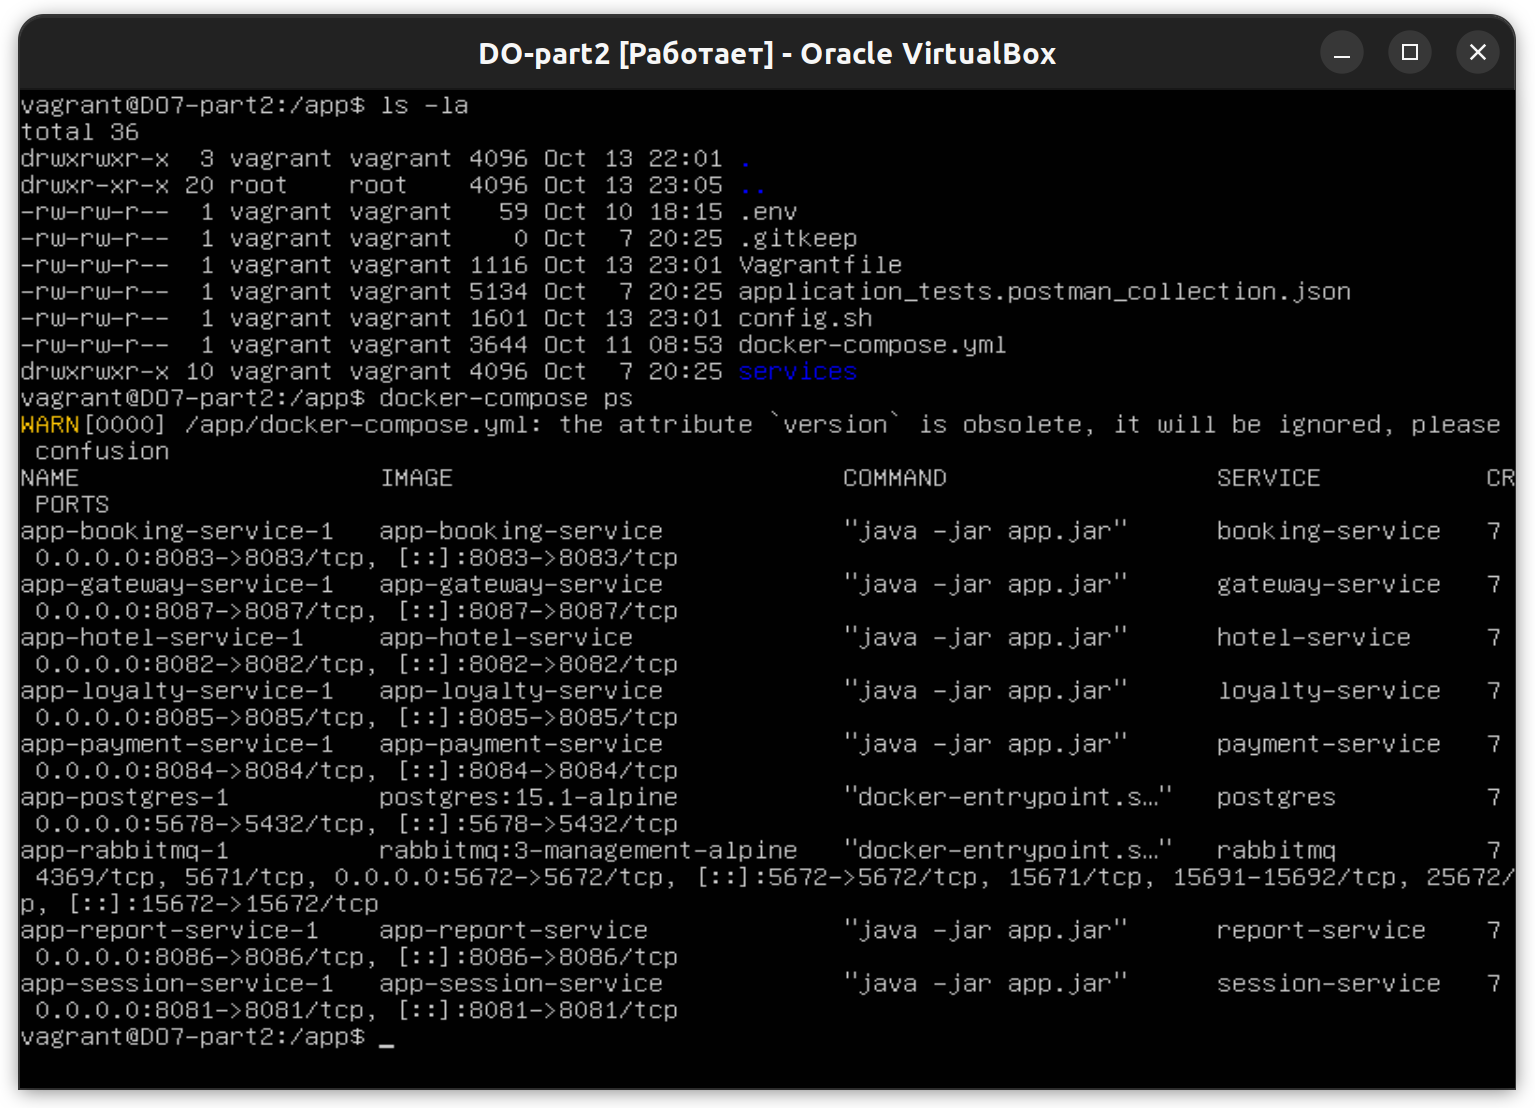 DO-part2 [Работает] - Oracle VirtualBox
vagrant@DO7-part2:/app$ ls -la
total 36
drwxrwxr-x  3 vagrant vagrant 4096 Oct 13 22:01 .
drwxr-xr-x 20 root    root    4096 Oct 13 23:05 ..
-rw-rw-r--  1 vagrant vagrant   59 Oct 10 18:15 .env
-rw-rw-r--  1 vagrant vagrant    0 Oct  7 20:25 .gitkeep
-rw-rw-r--  1 vagrant vagrant 1116 Oct 13 23:01 Vagrantfile
-rw-rw-r--  1 vagrant vagrant 5134 Oct  7 20:25 application_tests.postman_collection.json
-rw-rw-r--  1 vagrant vagrant 1601 Oct 13 23:01 config.sh
-rw-rw-r--  1 vagrant vagrant 3644 Oct 11 08:53 docker-compose.yml
drwxrwxr-x 10 vagrant vagrant 4096 Oct  7 20:25 services
vagrant@DO7-part2:/app$ docker-compose ps
WARN[0000] /app/docker-compose.yml: the attribute `version` is obsolete, it will be ignored, please
 confusion
NAME                    IMAGE                          COMMAND                  SERVICE           CR
 PORTS
app-booking-service-1   app-booking-service            "java -jar app.jar"      booking-service   7
 0.0.0.0:8083->8083/tcp, [::]:8083->8083/tcp
app-gateway-service-1   app-gateway-service            "java -jar app.jar"      gateway-service   7
 0.0.0.0:8087->8087/tcp, [::]:8087->8087/tcp
app-hotel-service-1     app-hotel-service              "java -jar app.jar"      hotel-service     7
 0.0.0.0:8082->8082/tcp, [::]:8082->8082/tcp
app-loyalty-service-1   app-loyalty-service            "java -jar app.jar"      loyalty-service   7
 0.0.0.0:8085->8085/tcp, [::]:8085->8085/tcp
app-payment-service-1   app-payment-service            "java -jar app.jar"      payment-service   7
 0.0.0.0:8084->8084/tcp, [::]:8084->8084/tcp
app-postgres-1          postgres:15.1-alpine           "docker-entrypoint.s…"   postgres          7
 0.0.0.0:5678->5432/tcp, [::]:5678->5432/tcp
app-rabbitmq-1          rabbitmq:3-management-alpine   "docker-entrypoint.s…"   rabbitmq          7
 4369/tcp, 5671/tcp, 0.0.0.0:5672->5672/tcp, [::]:5672->5672/tcp, 15671/tcp, 15691-15692/tcp, 25672/
p, [::]:15672->15672/tcp
app-report-service-1    app-report-service             "java -jar app.jar"      report-service    7
 0.0.0.0:8086->8086/tcp, [::]:8086->8086/tcp
app-session-service-1   app-session-service            "java -jar app.jar"      session-service   7
 0.0.0.0:8081->8081/tcp, [::]:8081->8081/tcp
vagrant@DO7-part2:/app$ _